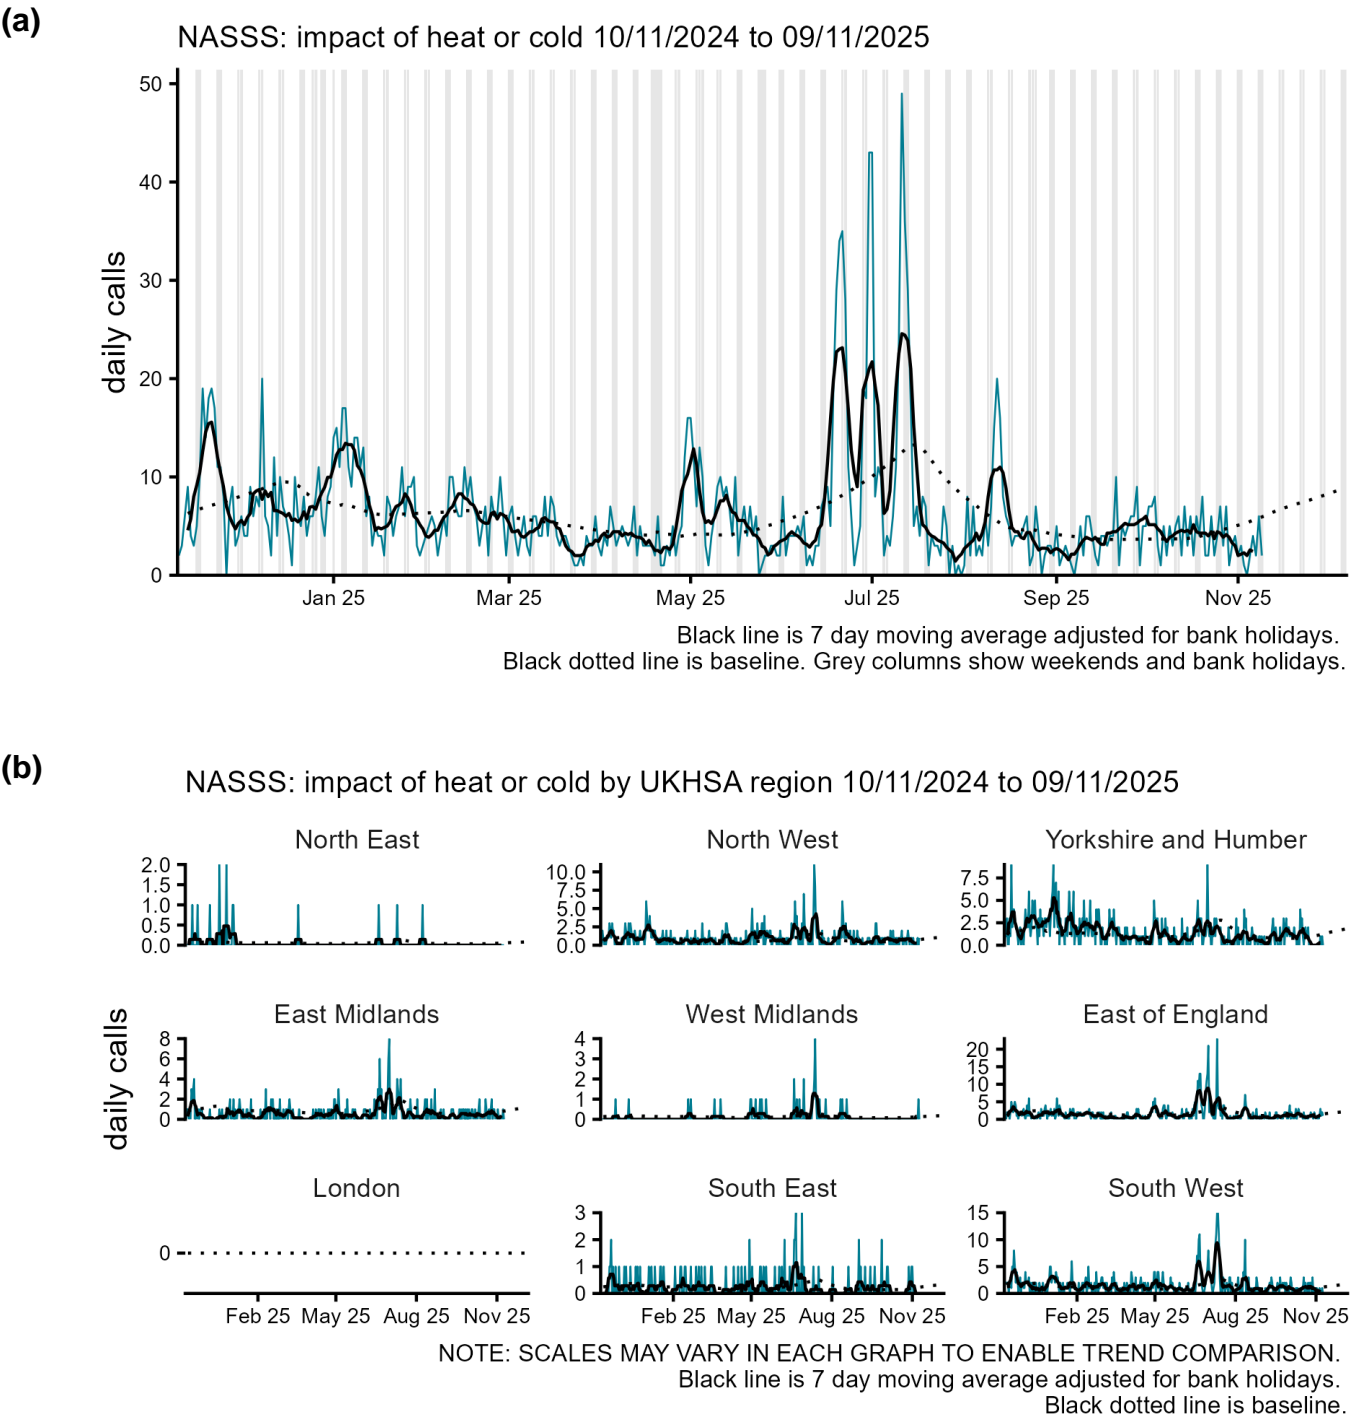 (a)
NASSS: impact of heat or cold 10/11/2024 to 09/11/2025
daily calls
50
40
30
20
10
0
Jan 25 Mar 25 May 25 Jul 25 Sep 25 Nov 25
Black line is 7 day moving average adjusted for bank holidays.
Black dotted line is baseline. Grey columns show weekends and bank holidays.
(b)
NASSS: impact of heat or cold by UKHSA region 10/11/2024 to 09/11/2025
daily calls
North East
2.0
1.5
1.0
0.5
0.0
North West
10.0
7.5
5.0
2.5
0.0
Yorkshire and Humber
7.5
5.0
2.5
0.0
East Midlands
8
6
4
2
0
West Midlands
4
3
2
1
0
East of England
20
15
10
5
0
London
0
Feb 25 May 25 Aug 25 Nov 25
South East
3
2
1
0
Feb 25 May 25 Aug 25 Nov 25
South West
15
10
5
0
Feb 25 May 25 Aug 25 Nov 25
NOTE: SCALES MAY VARY IN EACH GRAPH TO ENABLE TREND COMPARISON.
Black line is 7 day moving average adjusted for bank holidays.
Black dotted line is baseline.